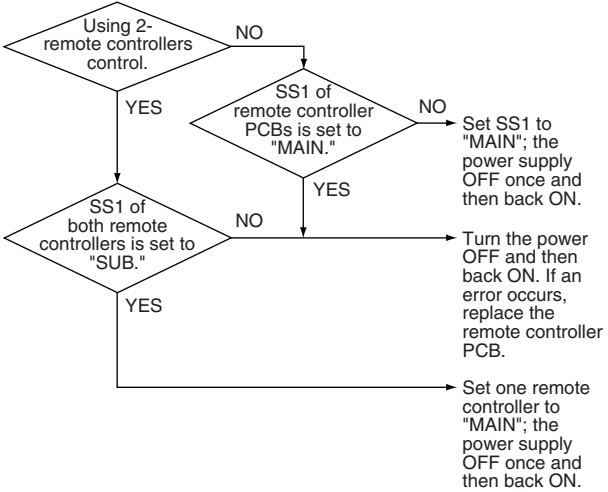 Using 2-
remote controllers
control.
NO
YES
SS1 of
remote controller
PCBs is set to
"MAIN."
NO
Set SS1 to
"MAIN"; the
power supply
OFF once and
then back ON.
YES
SS1 of
both remote
controllers is set to
"SUB."
NO
Turn the power
OFF and then
back ON. If an
error occurs,
replace the
remote controller
PCB.
YES
Set one remote
controller to
"MAIN"; the
power supply
OFF once and
then back ON.